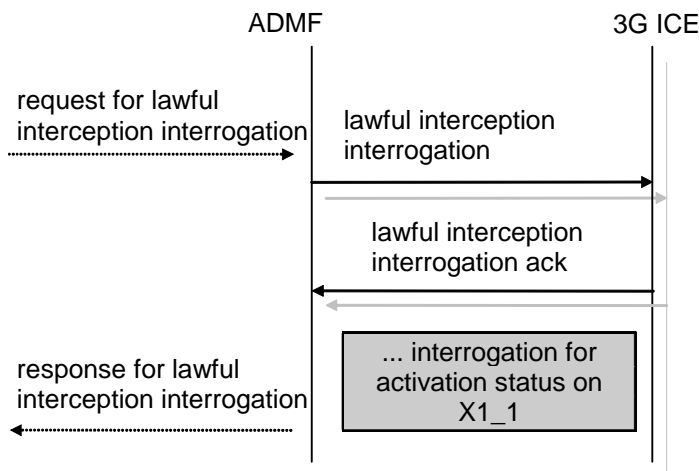 ADMF
3G ICE
request for lawful
interception interrogation
lawful interception
interrogation
lawful interception
interrogation ack
... interrogation for
activation status on
X1_1
response for lawful
interception interrogation